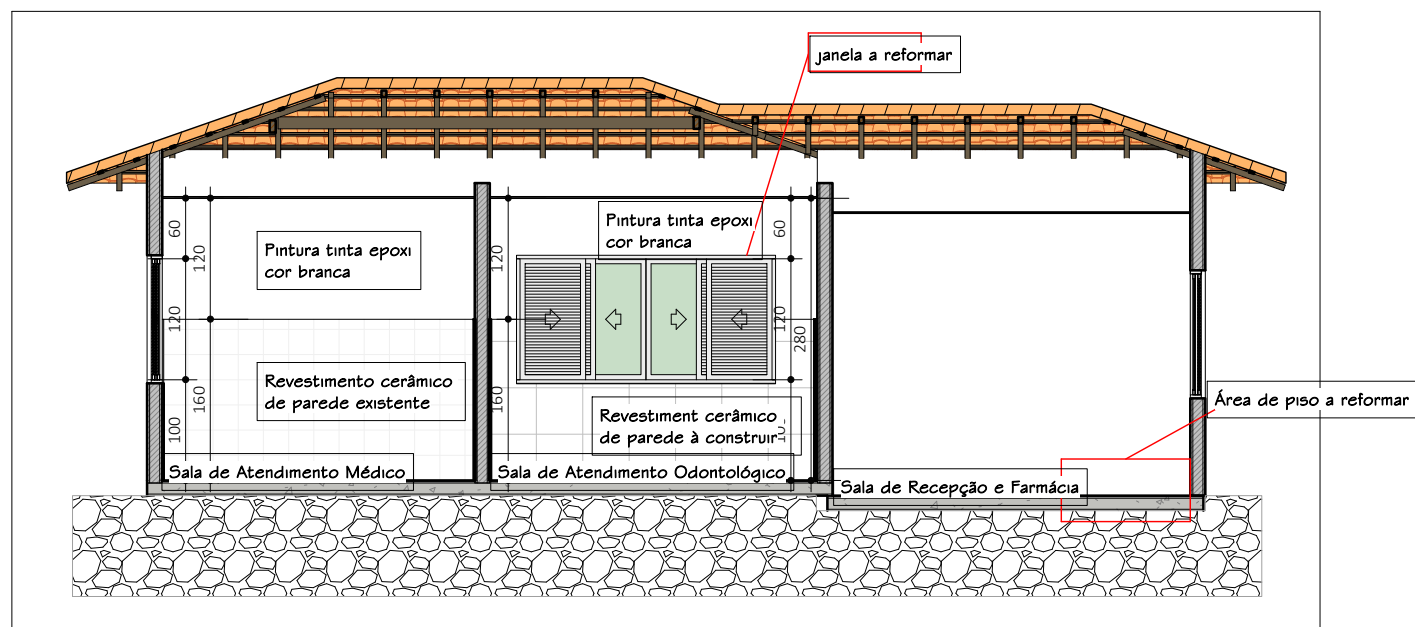 janela a reformar
Pintura tinta epoxi
cor branca
Pintura tinta epoxi
cor branca
60
120
120
160
100
120
160
60
120
280
Revestimento cerâmico
de parede existente
Revestiment cerâmico
de parede à construir
Área de piso a reformar
Sala de Atendimento Médico
Sala de Atendimento Odontológico
Sala de Recepção e Farmácia